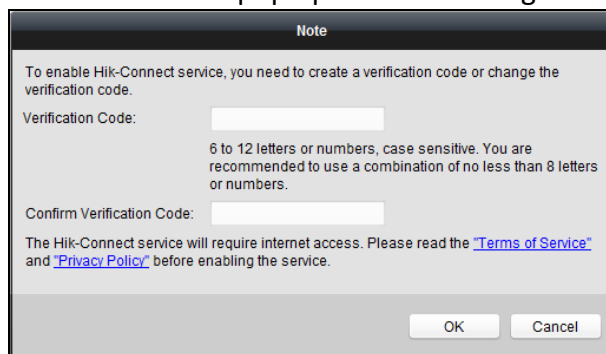 Note
To enable Hik-Connect service, you need to create a verification code or change the
verification code.
Verification Code:
6 to 12 letters or numbers, case sensitive. You are
recommended to use a combination of no less than 8 letters
or numbers.
Confirm Verification Code:
The Hik-Connect service will require internet access. Please read the "Terms of Service"
and "Privacy Policy" before enabling the service.
OK Cancel